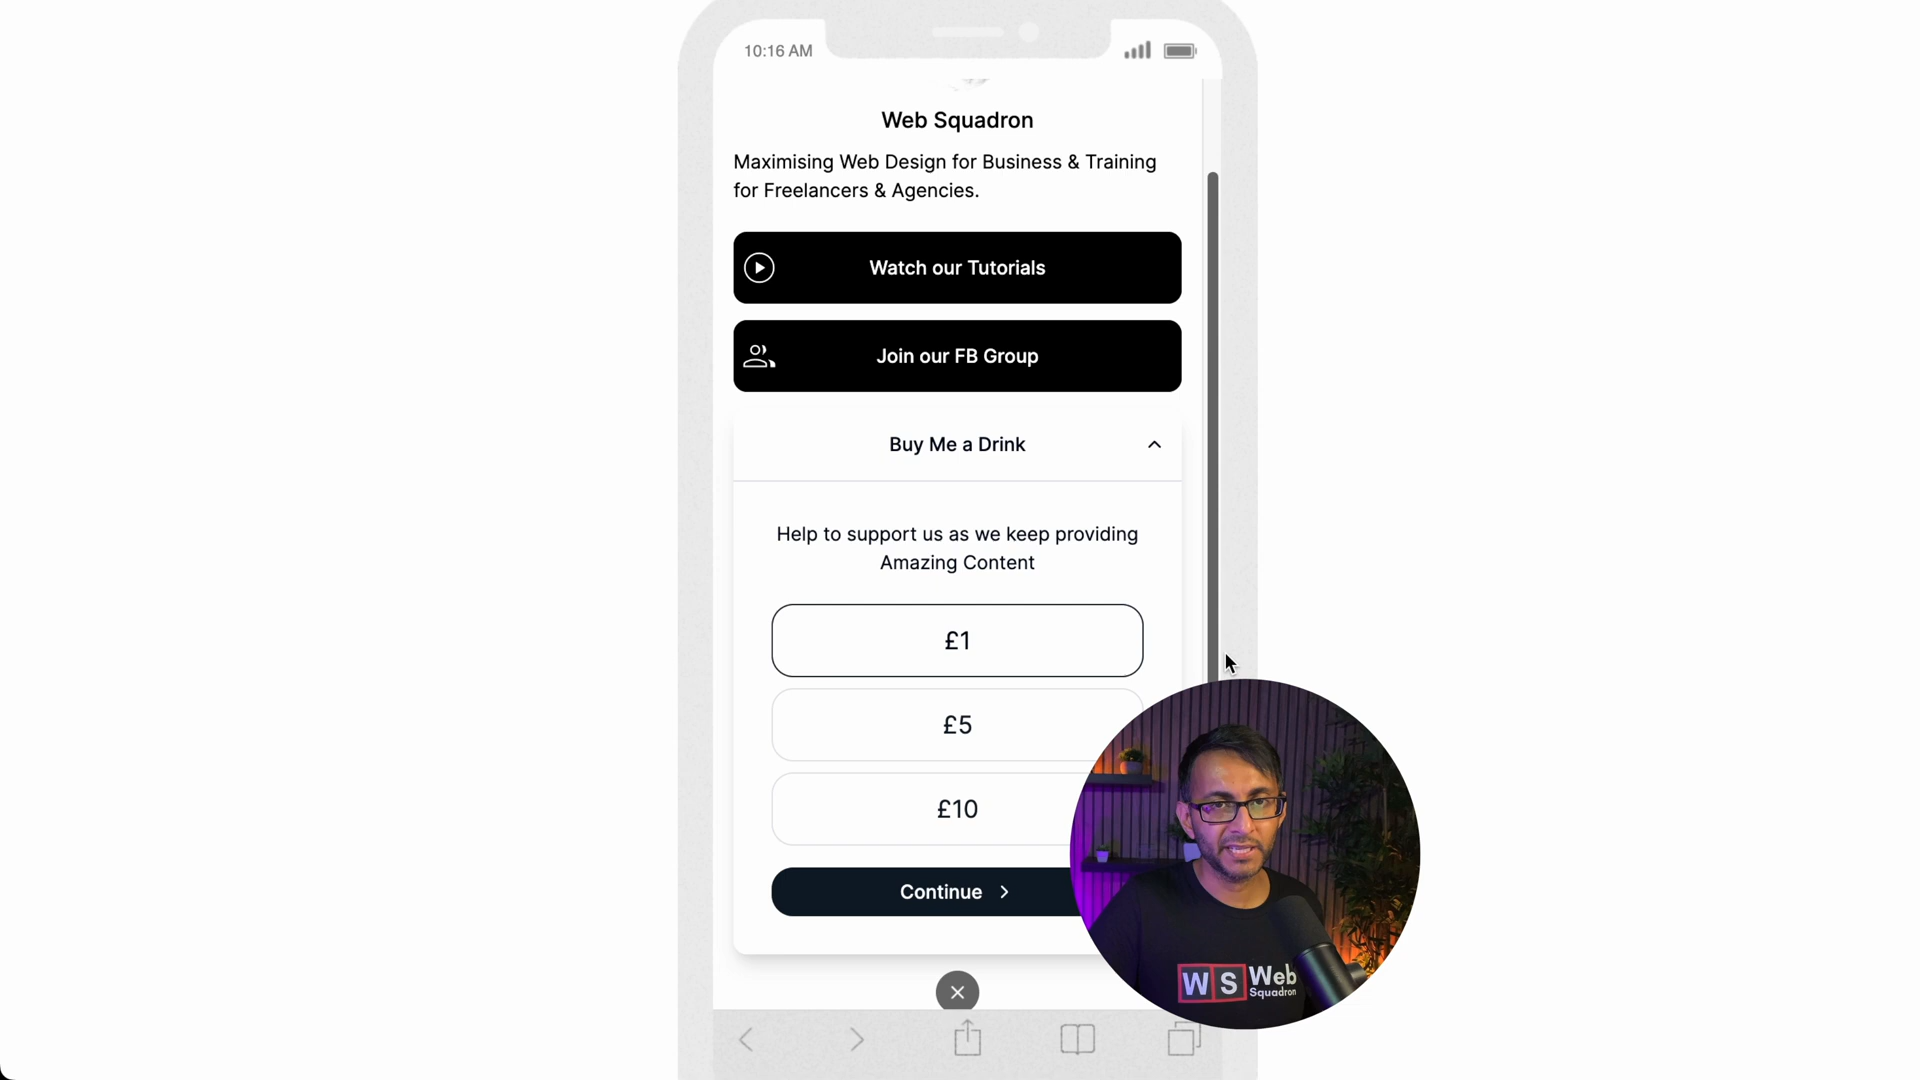 10:16 AM
Web Squadron
Maximising Web Design for Business & Training
for Freelancers & Agencies.
Watch our Tutorials
Join our FB Group
Buy Me a Drink
Help to support us as we keep providing
Amazing Content
£1
£5
£10
Continue
WS Web
Squadron